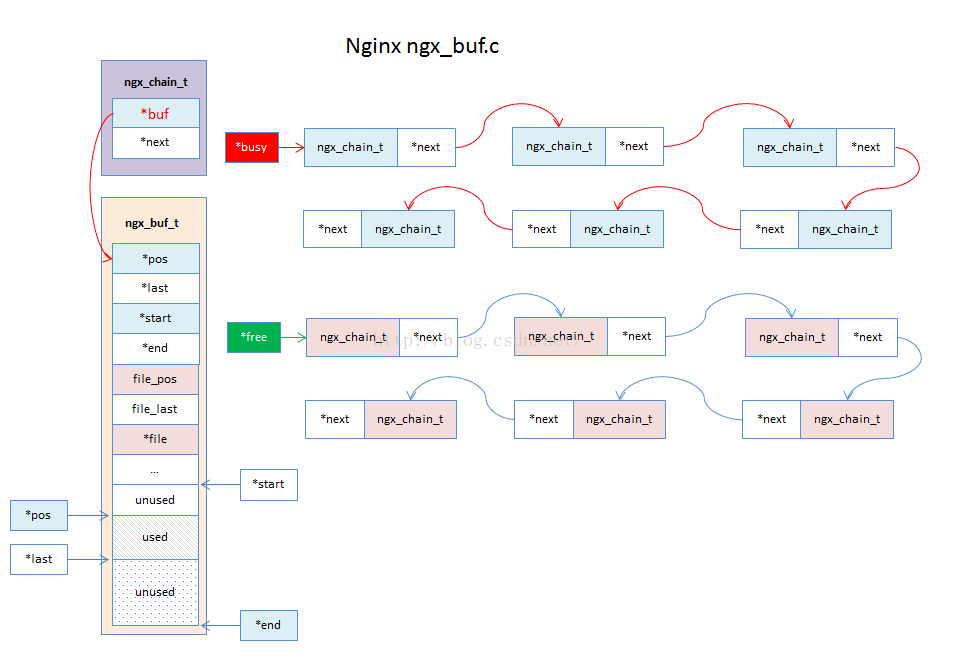 Nginx ngx_buf.c
ngx_chain_t
*buf
*next
ngx_buf_t
*pos
*last
*start
*end
file_pos
file_last
*file
...
unused
used
unused
*pos
*last
*start
*end
*busy
ngx_chain_t *next
ngx_chain_t *next
ngx_chain_t *next
*next ngx_chain_t
*next ngx_chain_t
*next ngx_chain_t
*free
ngx_chain_t *next
ngx_chain_t *next
ngx_chain_t *next
*next ngx_chain_t
*next ngx_chain_t
*next ngx_chain_t
http://blog.csdn.net/